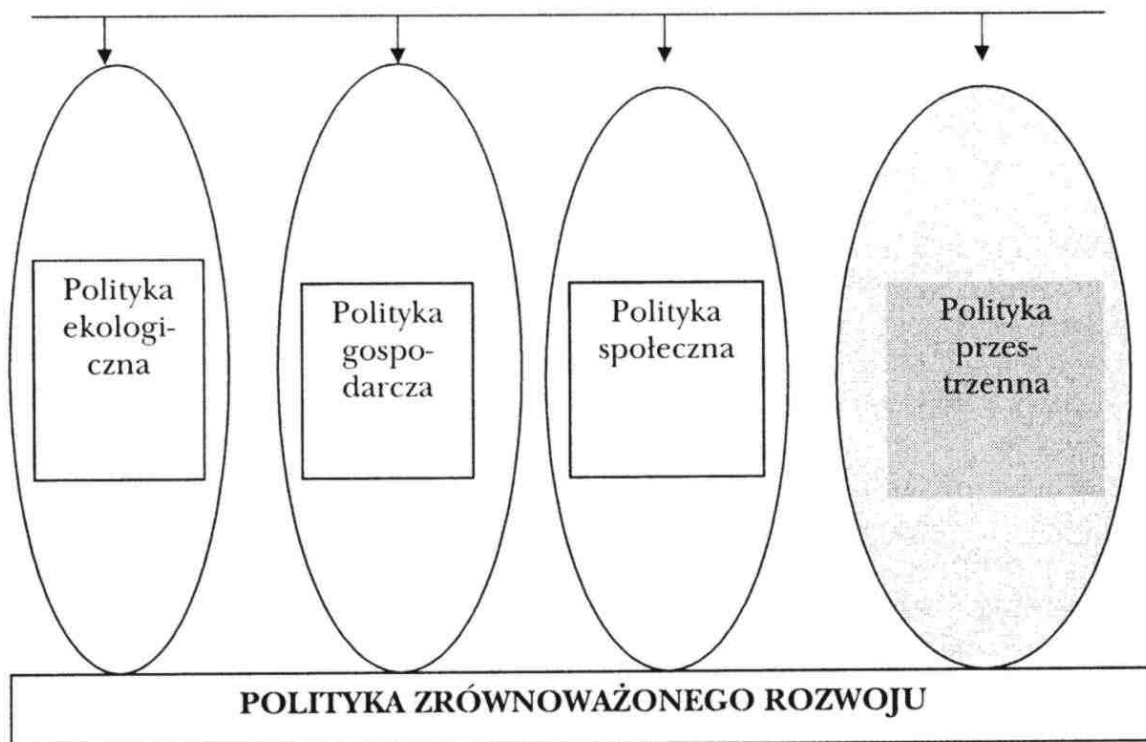 Polityka
ekologi-
czna
Polityka
gospo-
darcza
Polityka
społeczna
Polityka
przes-
trzenna
POLITYKA ZRÓWNOWAŻONEGO ROZWOJU